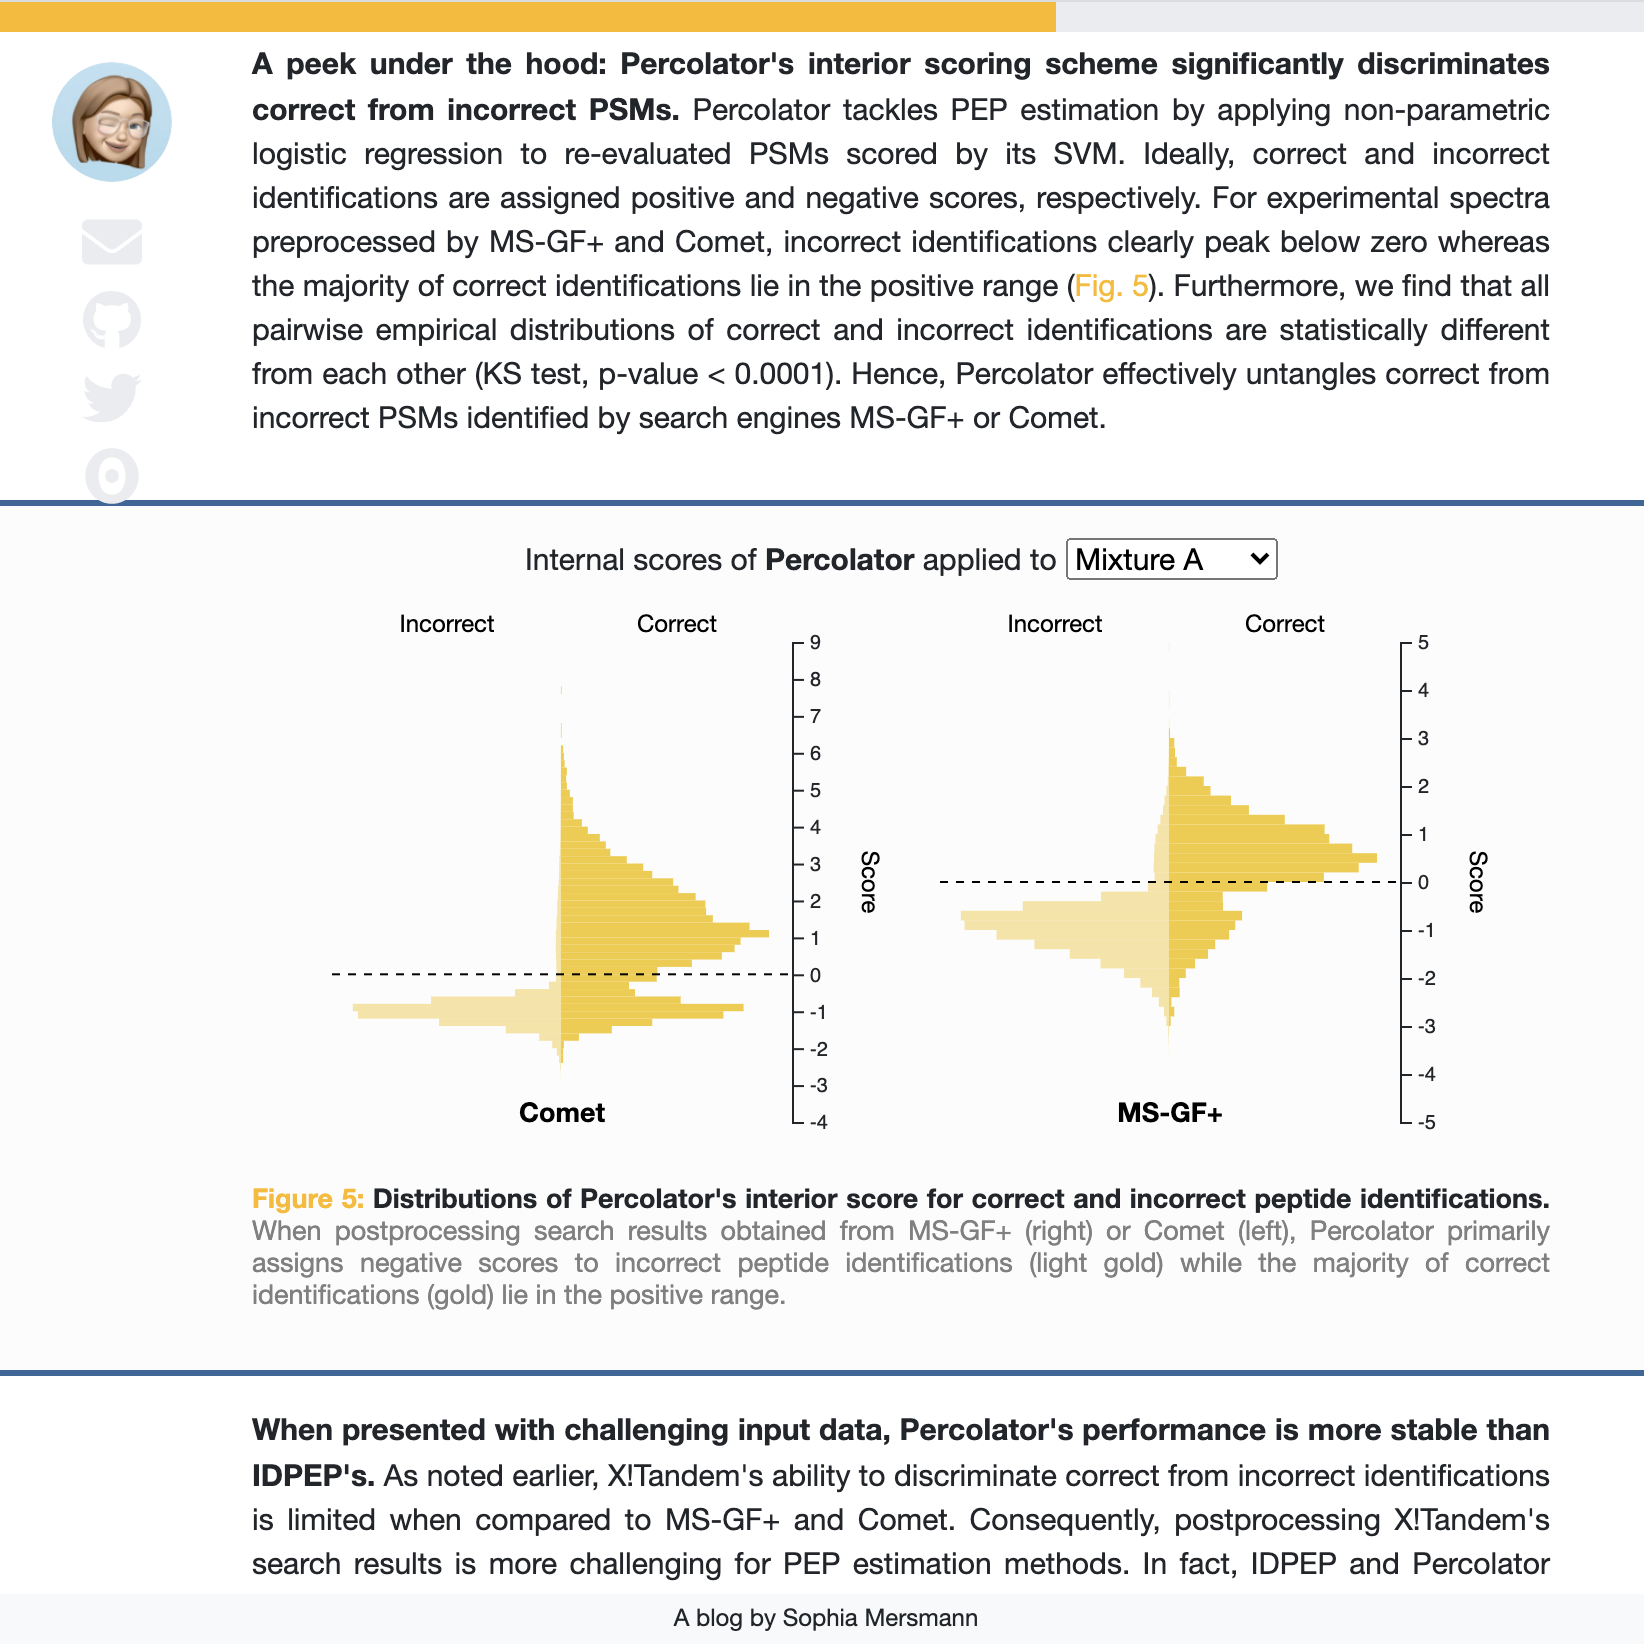 A peek under the hood: Percolator's interior scoring scheme significantly discriminates
correct from incorrect PSMs. Percolator tackles PEP estimation by applying non-parametric
logistic regression to re-evaluated PSMs scored by its SVM. Ideally, correct and incorrect
identifications are assigned positive and negative scores, respectively. For experimental spectra
preprocessed by MS-GF+ and Comet, incorrect identifications clearly peak below zero whereas
the majority of correct identifications lie in the positive range (Fig. 5). Furthermore, we find that all
pairwise empirical distributions of correct and incorrect identifications are statistically different
from each other (KS test, p-value < 0.0001). Hence, Percolator effectively untangles correct from
incorrect PSMs identified by search engines MS-GF+ or Comet.
Internal scores of Percolator applied to Mixture A
Incorrect Correct
9
8
7
6
5
4
3
2
1
0
-1
-2
-3
-4
Score
Comet
Incorrect Correct
5
4
3
2
1
0
-1
-2
-3
-4
-5
Score
MS-GF+
Figure 5: Distributions of Percolator's interior score for correct and incorrect peptide identifications.
When postprocessing search results obtained from MS-GF+ (right) or Comet (left), Percolator primarily
assigns negative scores to incorrect peptide identifications (light gold) while the majority of correct
identifications (gold) lie in the positive range.
When presented with challenging input data, Percolator's performance is more stable than
IDPEP's. As noted earlier, X!Tandem's ability to discriminate correct from incorrect identifications
is limited when compared to MS-GF+ and Comet. Consequently, postprocessing X!Tandem's
search results is more challenging for PEP estimation methods. In fact, IDPEP and Percolator
A blog by Sophia Mersmann